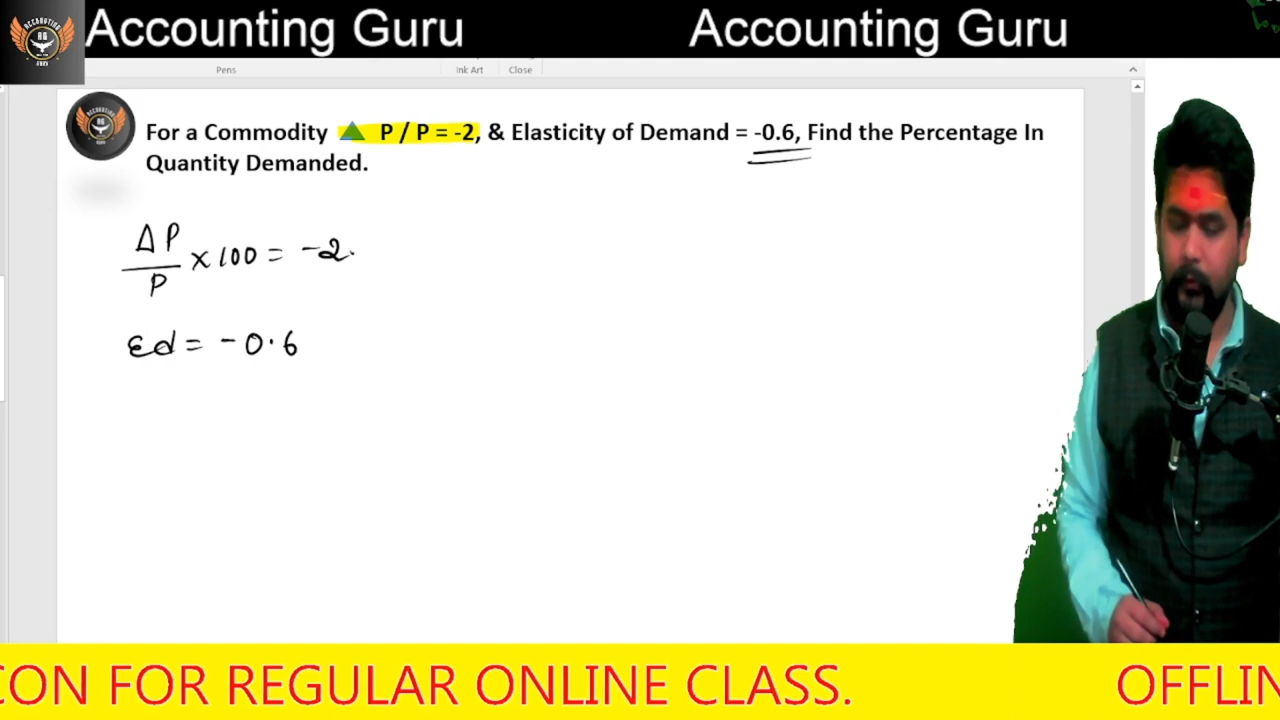 Accounting Guru Accounting Guru
Pens Ink Art Close
For a Commodity ▲ P / P = -2, & Elasticity of Demand = -0.6, Find the Percentage In
Quantity Demanded.
ΔP
× 100 = -2.
P
Ed = -0.6
CON FOR REGULAR ONLINE CLASS. OFFLIN